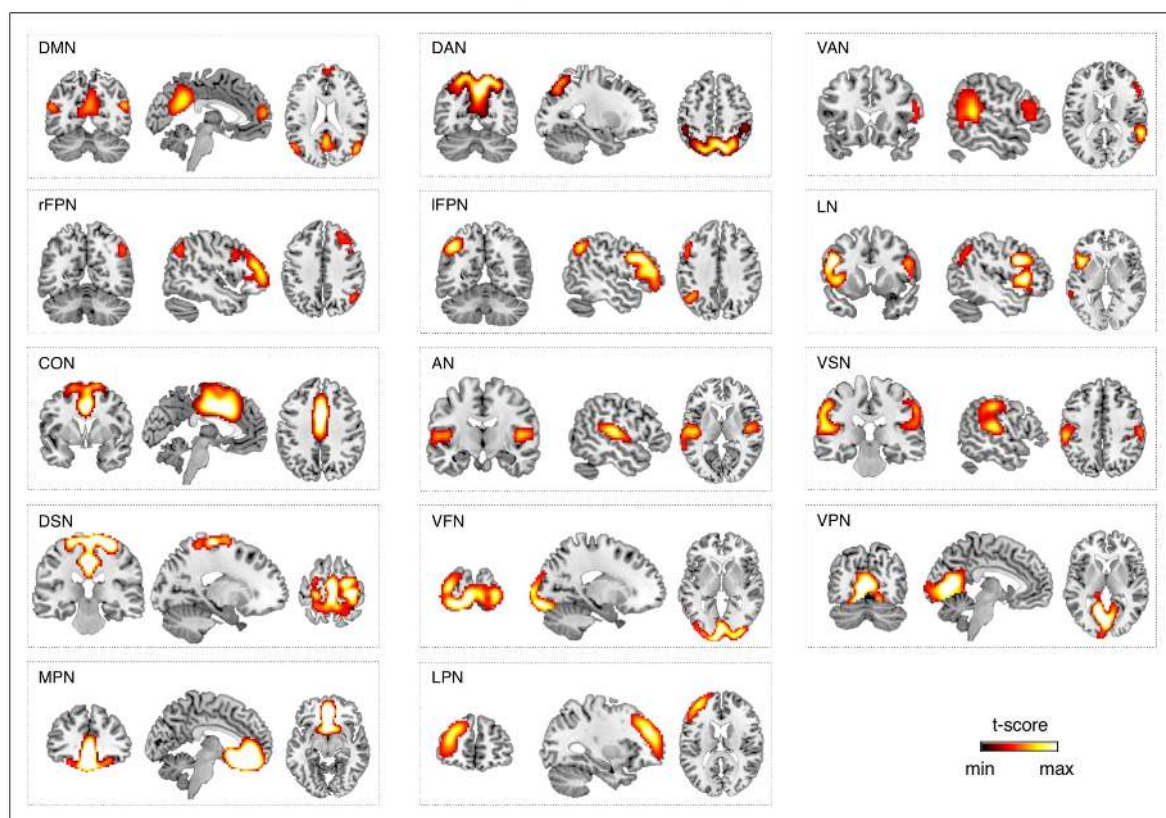 DMN
DAN
VAN
rFPN
lFPN
LN
CON
AN
VSN
DSN
VFN
VPN
MPN
LPN
t-score
min
max